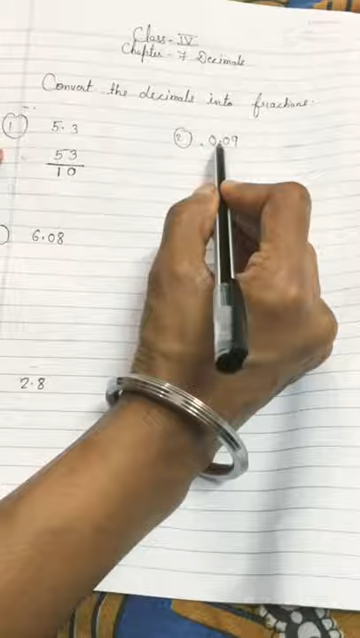 Class - IV
Chapter - 7 Decimals
Convert the decimals into fractions.
① 5.3
53
10
② 0.09
6.08
2.8